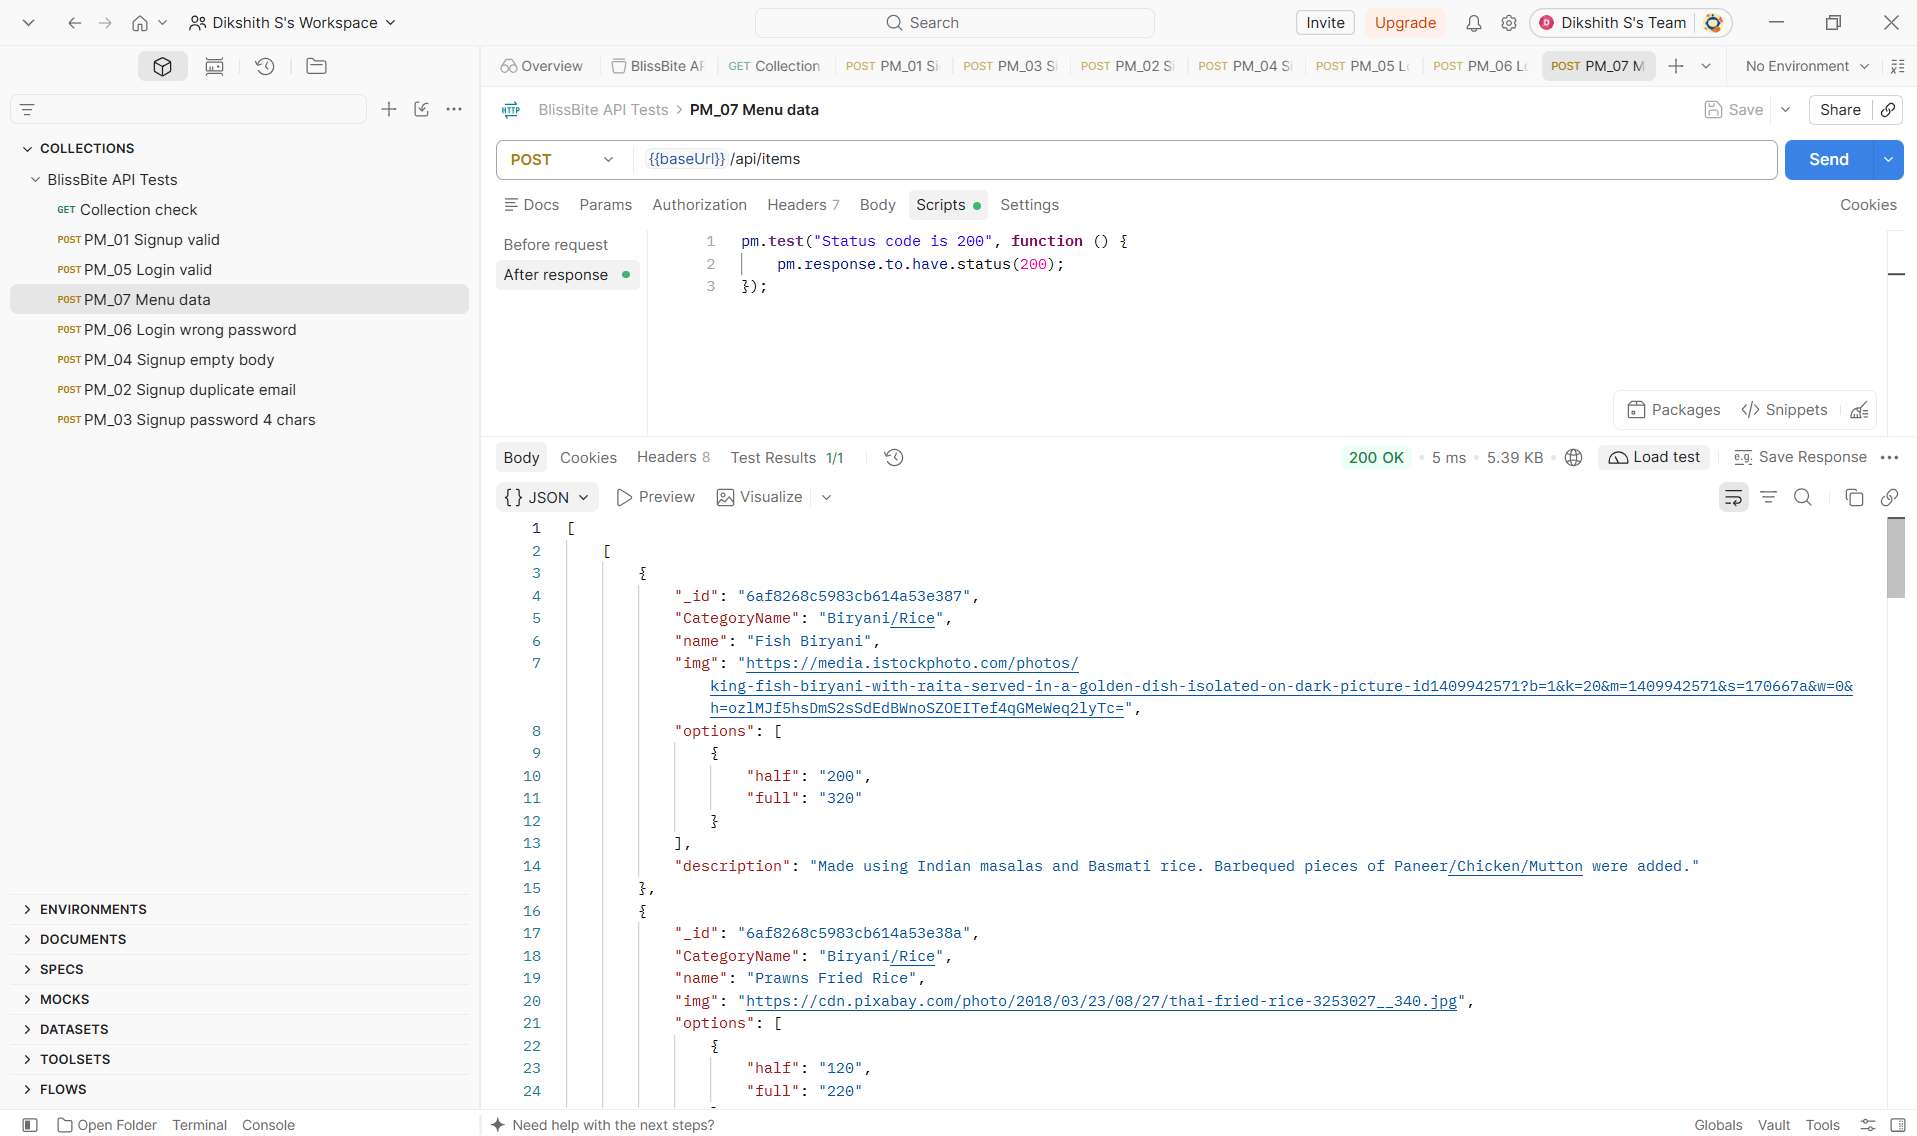 Dikshith S's Workspace
Search
Invite
Upgrade
Dikshith S's Team
Overview
BlissBite AP
GET Collection
POST PM_01 Si
POST PM_03 Si
POST PM_02 Si
POST PM_04 Si
POST PM_05 Lo
POST PM_06 Lo
POST PM_07 M
No Environment
COLLECTIONS
BlissBite API Tests
GET Collection check
POST PM_01 Signup valid
POST PM_05 Login valid
POST PM_07 Menu data
POST PM_06 Login wrong password
POST PM_04 Signup empty body
POST PM_02 Signup duplicate email
POST PM_03 Signup password 4 chars
ENVIRONMENTS
DOCUMENTS
SPECS
MOCKS
DATASETS
TOOLSETS
FLOWS
HTTP BlissBite API Tests > PM_07 Menu data
Save
Share
POST {{baseUrl}} /api/items
Send
Docs Params Authorization Headers 7 Body Scripts Settings
Cookies
Before request
After response
1 pm.test("Status code is 200", function () {
2 pm.response.to.have.status(200);
3 });
Packages </> Snippets
Body Cookies Headers 8 Test Results 1/1
200 OK • 5 ms • 5.39 KB
Load test
e.g. Save Response
{} JSON Preview Visualize
1 [
2 [
3 {
4 "_id": "6af8268c5983cb614a53e387",
5 "CategoryName": "Biryani/Rice",
6 "name": "Fish Biryani",
7 "img": "https://media.istockphoto.com/photos/
king-fish-biryani-with-raita-served-in-a-golden-dish-isolated-on-dark-picture-id1409942571?b=1&k=20&m=1409942571&s=170667a&w=0&
h=ozlMJf5hsDmS2sSdEdBWnoSZOEITef4qGMeWeq2lyTc=",
8 "options": [
9 {
10 "half": "200",
11 "full": "320"
12 }
13 ],
14 "description": "Made using Indian masalas and Basmati rice. Barbequed pieces of Paneer/Chicken/Mutton were added."
15 },
16 {
17 "_id": "6af8268c5983cb614a53e38a",
18 "CategoryName": "Biryani/Rice",
19 "name": "Prawns Fried Rice",
20 "img": "https://cdn.pixabay.com/photo/2018/03/23/08/27/thai-fried-rice-3253027__340.jpg",
21 "options": [
22 {
23 "half": "120",
24 "full": "220"
Open Folder Terminal Console
Need help with the next steps?
Globals Vault Tools